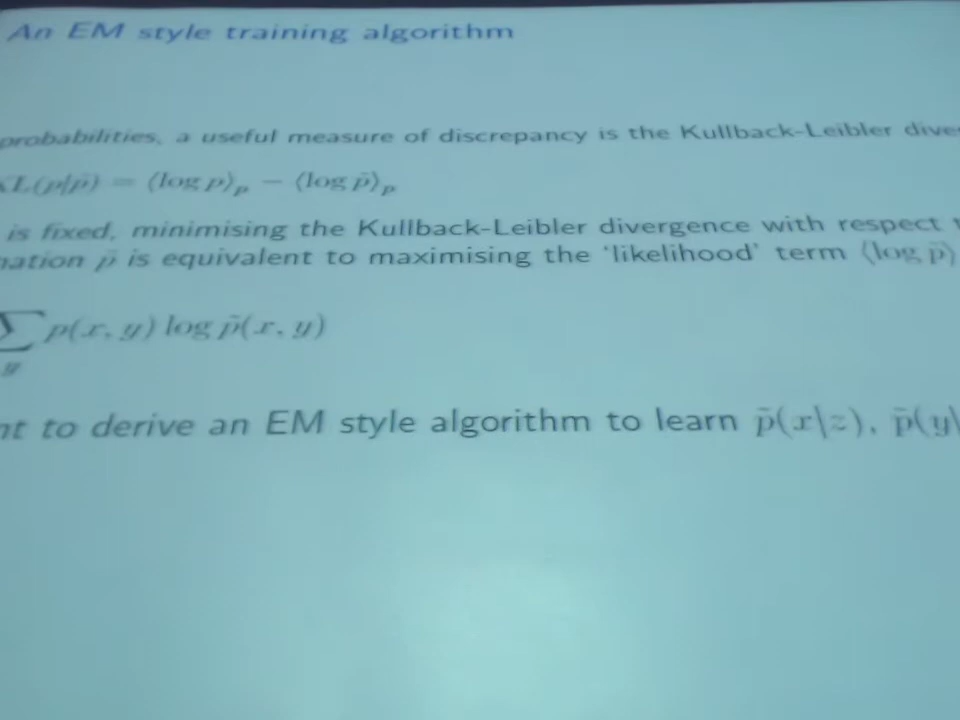 An EM style training algorithm
probabilities, a useful measure of discrepancy is the Kullback-Leibler dive
KL(p|p̃) = ⟨log p⟩ₚ − ⟨log p̃⟩ₚ
is fixed, minimising the Kullback-Leibler divergence with respect t
mation p̃ is equivalent to maximising the 'likelihood' term ⟨log p̃⟩
∑ p(x, y) log p̃(x, y)
y
nt to derive an EM style algorithm to learn p̃(x|z), p̃(y|